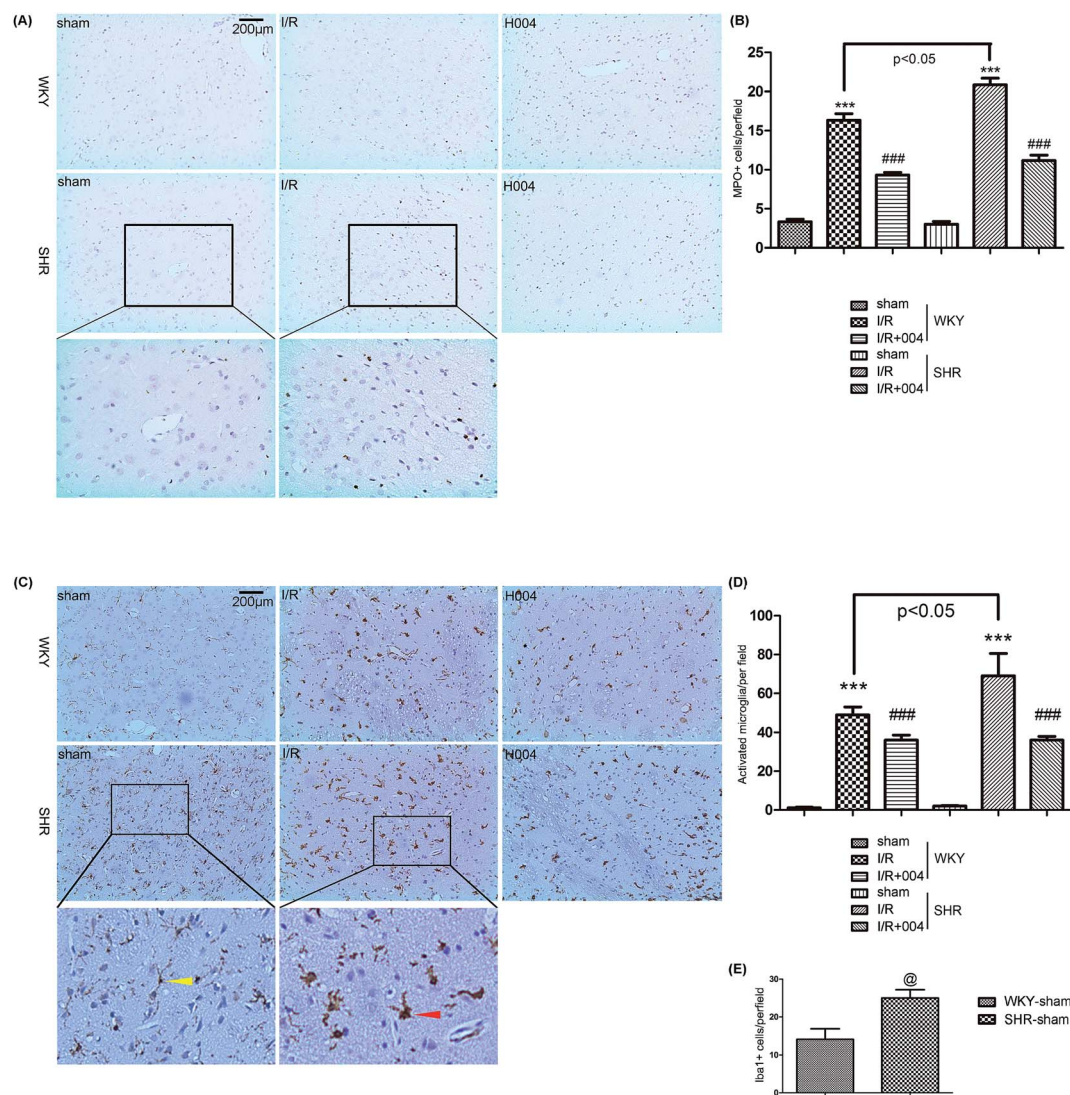 (A)
sham
200μm
I/R
H004
WKY
sham
I/R
H004
SHR
(B)
p<0.05
***
***
###
###
MPO+ cells/perfield
25
20
15
10
5
0
sham
I/R
I/R+004
WKY
sham
I/R
I/R+004
SHR
(C)
sham
200μm
I/R
H004
WKY
sham
I/R
H004
SHR
(D)
p<0.05
***
***
###
###
Activated microglia/per field
100
80
60
40
20
0
sham
I/R
I/R+004
WKY
sham
I/R
I/R+004
SHR
(E)
@
Iba1+ cells/perfield
30
20
10
0
WKY-sham
SHR-sham